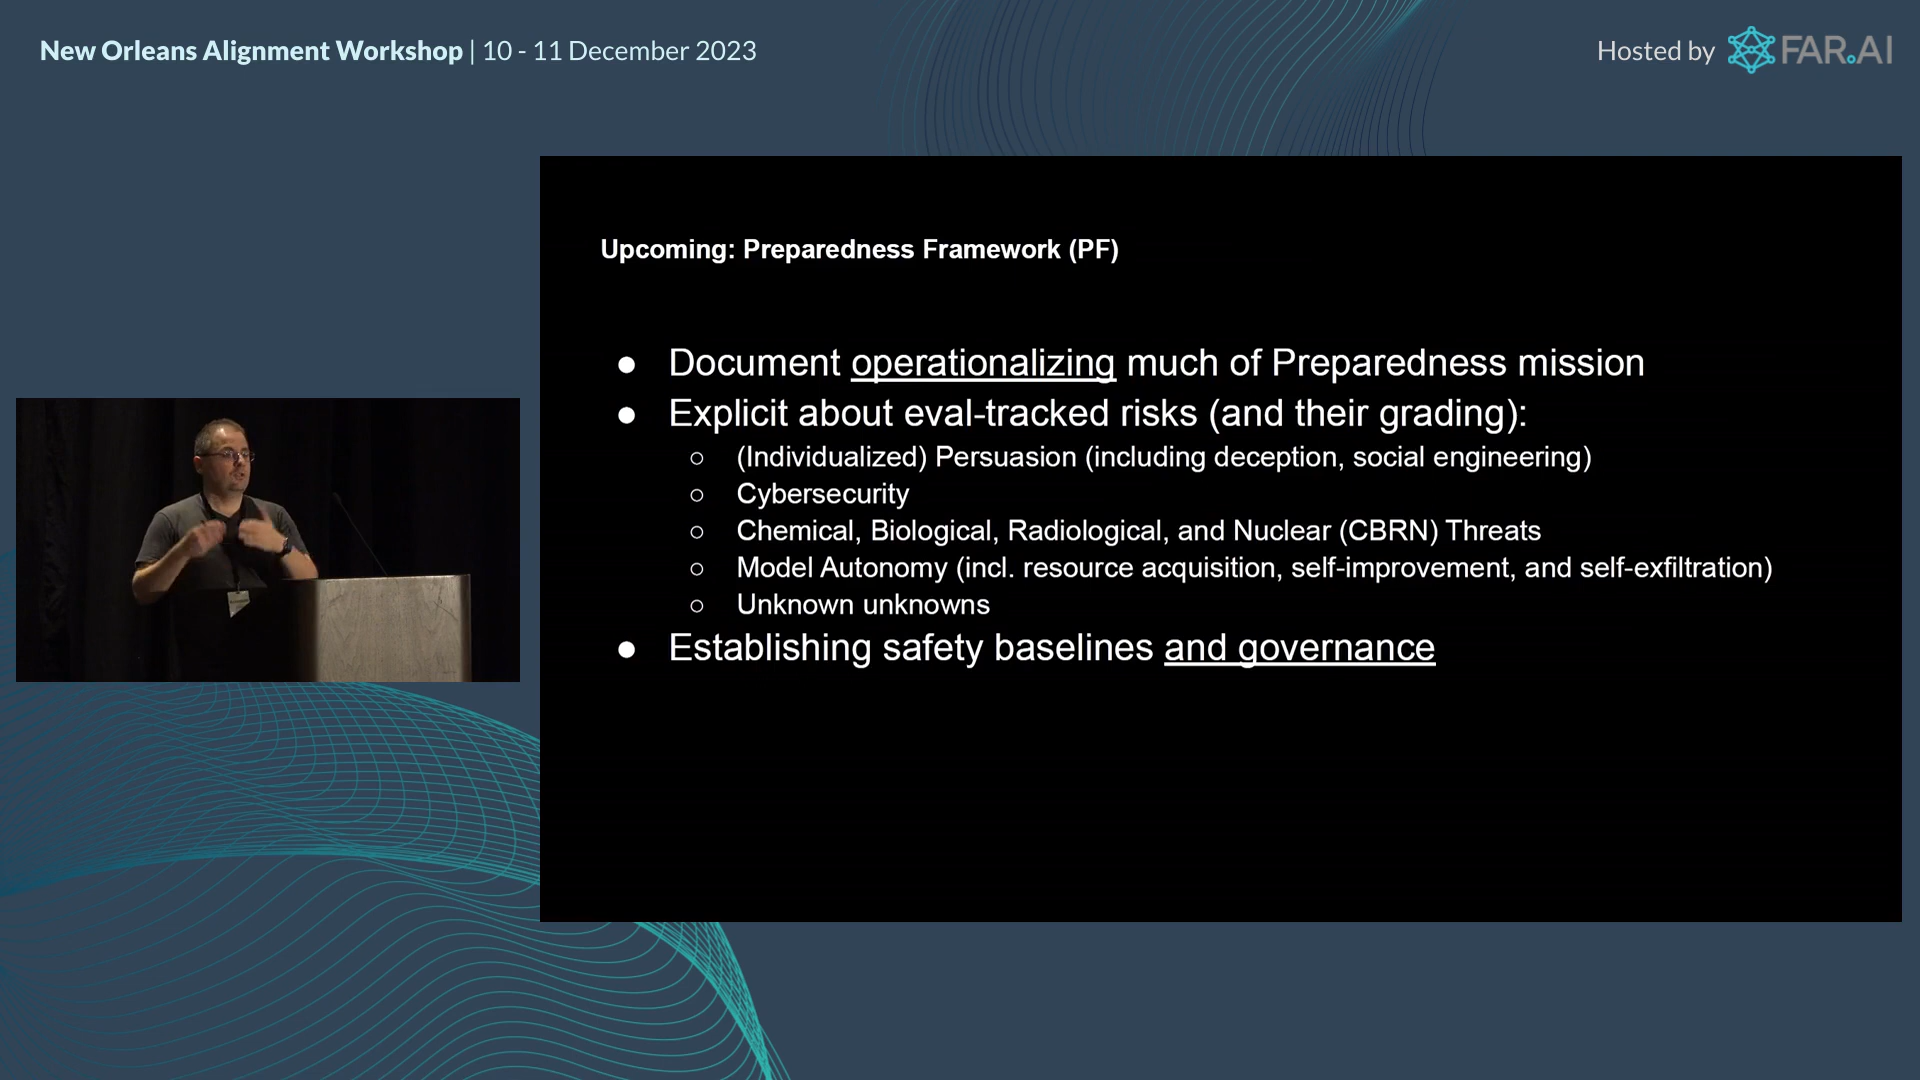 New Orleans Alignment Workshop | 10 - 11 December 2023
Hosted by FAR.AI
Upcoming: Preparedness Framework (PF)
● Document operationalizing much of Preparedness mission
● Explicit about eval-tracked risks (and their grading):
○ (Individualized) Persuasion (including deception, social engineering)
○ Cybersecurity
○ Chemical, Biological, Radiological, and Nuclear (CBRN) Threats
○ Model Autonomy (incl. resource acquisition, self-improvement, and self-exfiltration)
○ Unknown unknowns
● Establishing safety baselines and governance